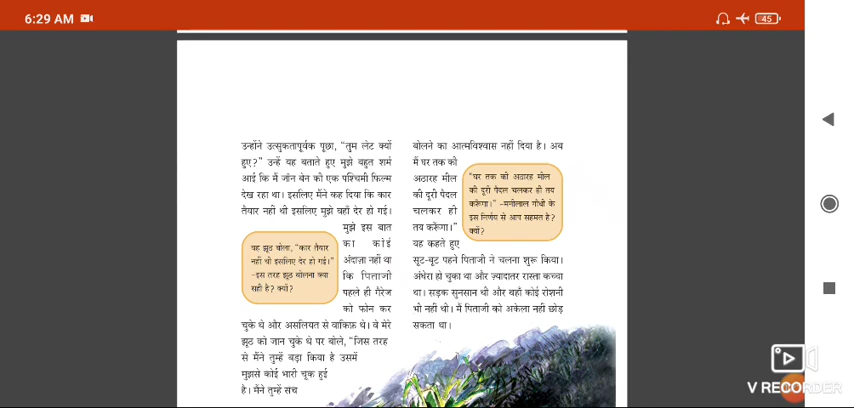 6:29 AM
45
उन्होंने उत्सुकतापूर्वक पूछा, “तुम लेट क्यों
हुए?” उन्हें यह बताते हुए मुझे बहुत शर्म
आई कि मैं जॉन बेन की एक पश्चिमी फिल्म
देख रहा था। इसलिए मैंने कह दिया कि कार
तैयार नहीं थी इसलिए मुझे वहाँ देर हो गई।
मुझे इस बात
का कोई
अंदाज़ा नहीं था
कि पिताजी
पहले ही गैरेज
को फोन कर
चुके थे और असलियत से वाकिफ़ थे। वे मेरे
झूठ को जान चुके थे पर बोले, “जिस तरह
से मैंने तुम्हें बड़ा किया है उसमें
मुझसे कोई भारी चूक हुई
है। मैंने तुम्हें सच
वह झूठ बोला, “कार तैयार
नहीं थी इसलिए देर हो गई।”
–इस तरह झूठ बोलना क्या
सही है? क्यों?
बोलने का आत्मविश्वास नहीं दिया है। अब
मैं घर तक की
अठारह मील
की दूरी पैदल
चलकर ही
तय करूँगा।”
यह कहते हुए
सूट-बूट पहने पिताजी ने चलना शुरू किया।
अंधेरा हो चुका था और ज़्यादातर रास्ता कच्चा
था। सड़क सुनसान थी और वहाँ कोई रोशनी
भी नहीं थी। मैं पिताजी को अकेला नहीं छोड़
सकता था।
“घर तक की अठारह मील
की दूरी पैदल चलकर ही तय
करूँगा।” –मनीलाल गाँधी के
इस निर्णय से आप सहमत है?
क्यों?
V RECORDER